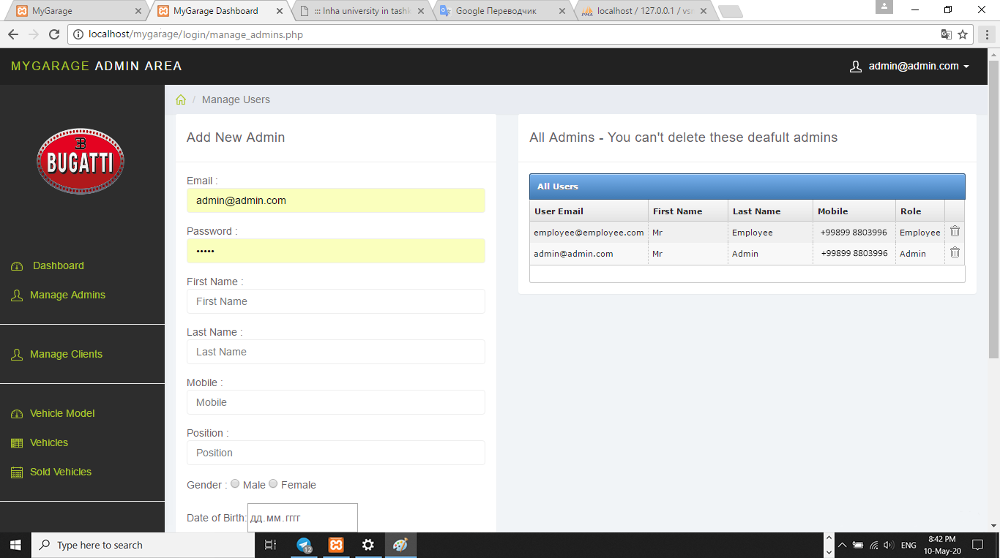 MyGarage
MyGarage Dashboard
::: Inha university in tashk
Google Переводчик
localhost / 127.0.0.1 / vsr
localhost/mygarage/login/manage_admins.php
MYGARAGE ADMIN AREA
admin@admin.com
/ Manage Users
BUGATTI
Dashboard
Manage Admins
Manage Clients
Vehicle Model
Vehicles
Sold Vehicles
Add New Admin
Email :
admin@admin.com
Password :
•••••
First Name :
First Name
Last Name :
Last Name
Mobile :
Mobile
Position :
Position
Gender : Male Female
Date of Birth: дд.мм.гггг
All Admins - You can't delete these deafult admins
All Users
User Email First Name Last Name Mobile Role
employee@employee.com Mr Employee +99899 8803996 Employee
admin@admin.com Mr Admin +99899 8803996 Admin
Type here to search
12
ENG
8:42 PM
10-May-20